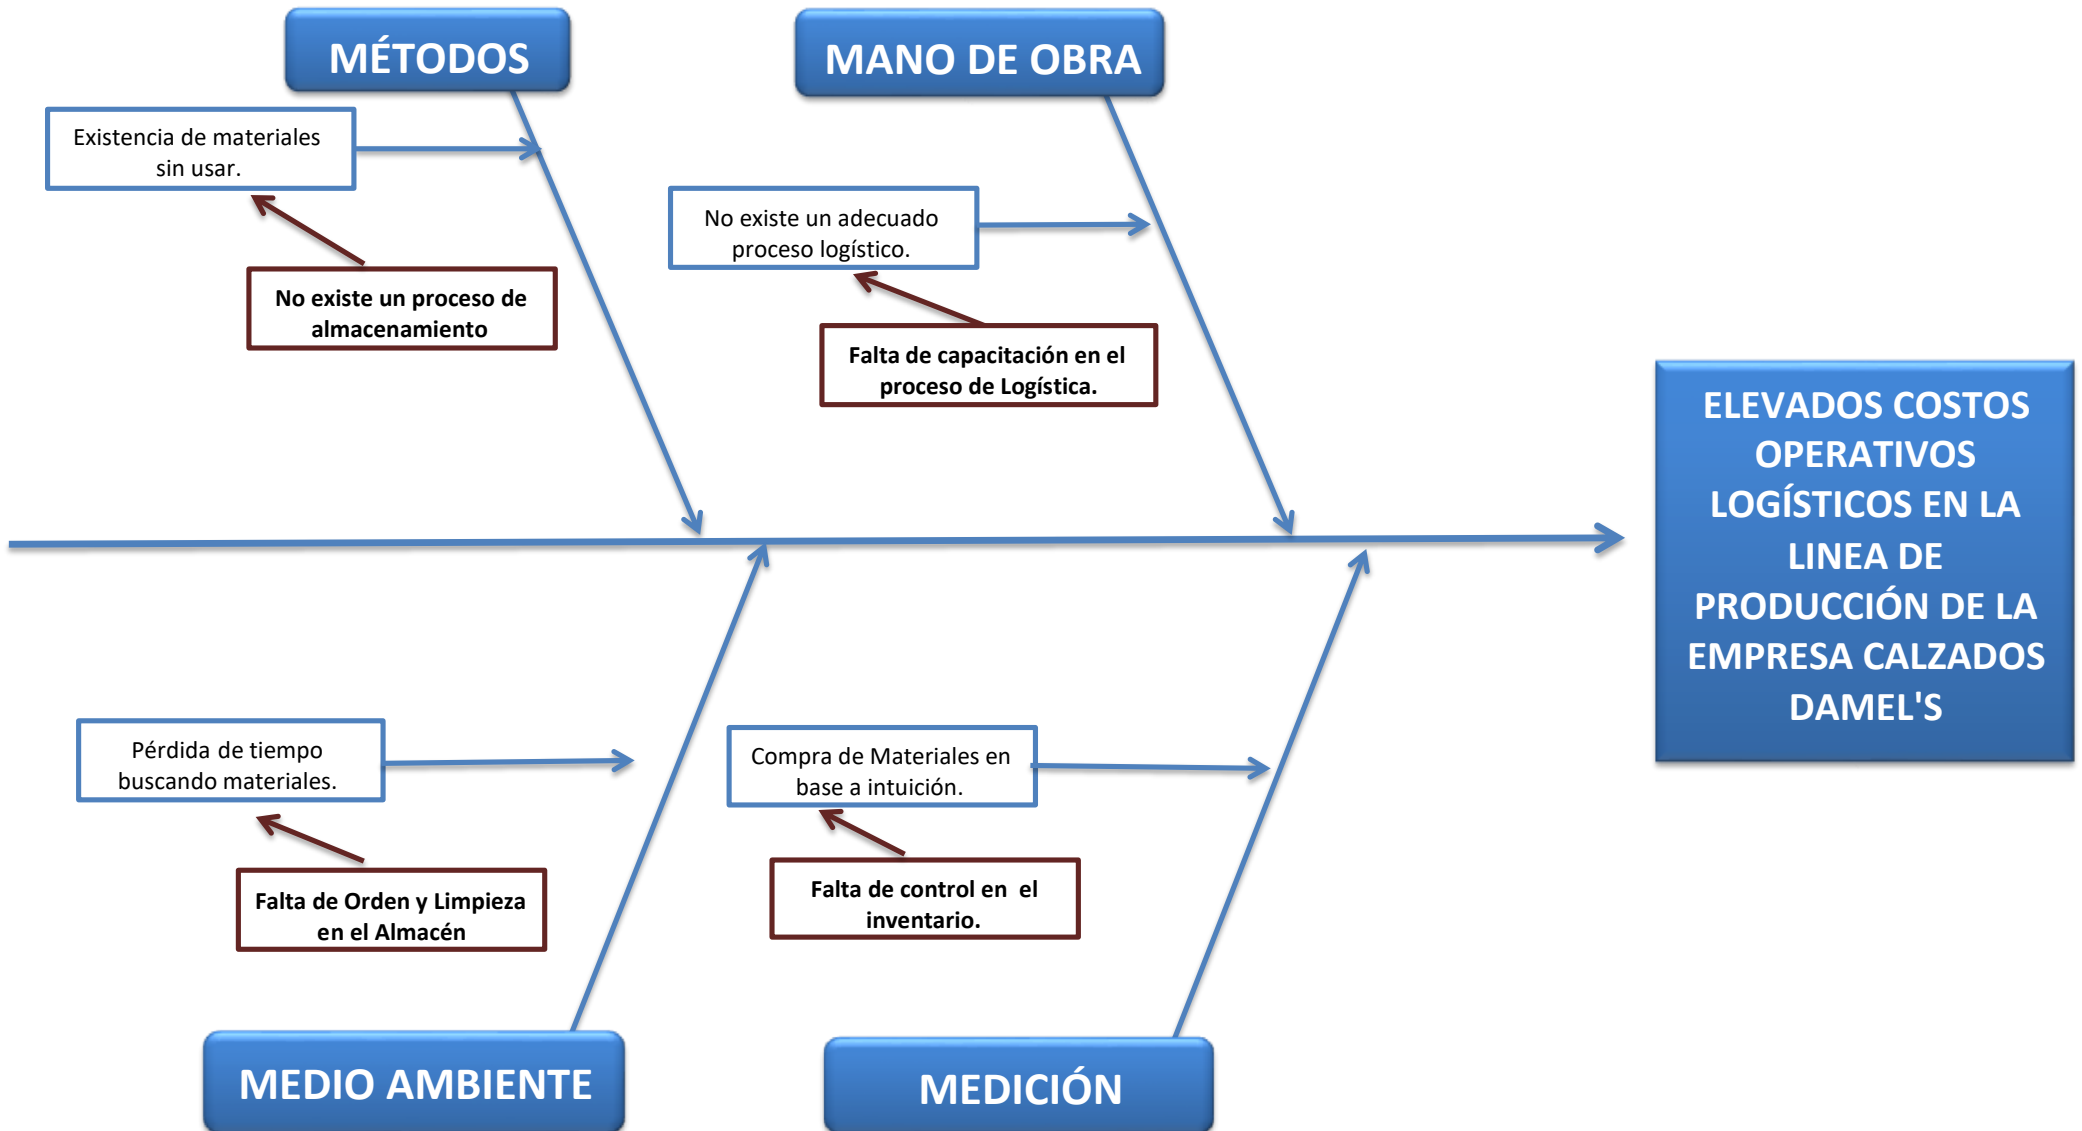 MÉTODOS
MANO DE OBRA
Existencia de materiales
sin usar.
No existe un adecuado
proceso logístico.
No existe un proceso de
almacenamiento
Falta de capacitación en el
proceso de Logística.
ELEVADOS COSTOS
OPERATIVOS
LOGÍSTICOS EN LA
LINEA DE
PRODUCCIÓN DE LA
EMPRESA CALZADOS
DAMEL'S
Pérdida de tiempo
buscando materiales.
Compra de Materiales en
base a intuición.
Falta de Orden y Limpieza
en el Almacén
Falta de control en  el
inventario.
MEDIO AMBIENTE
MEDICIÓN